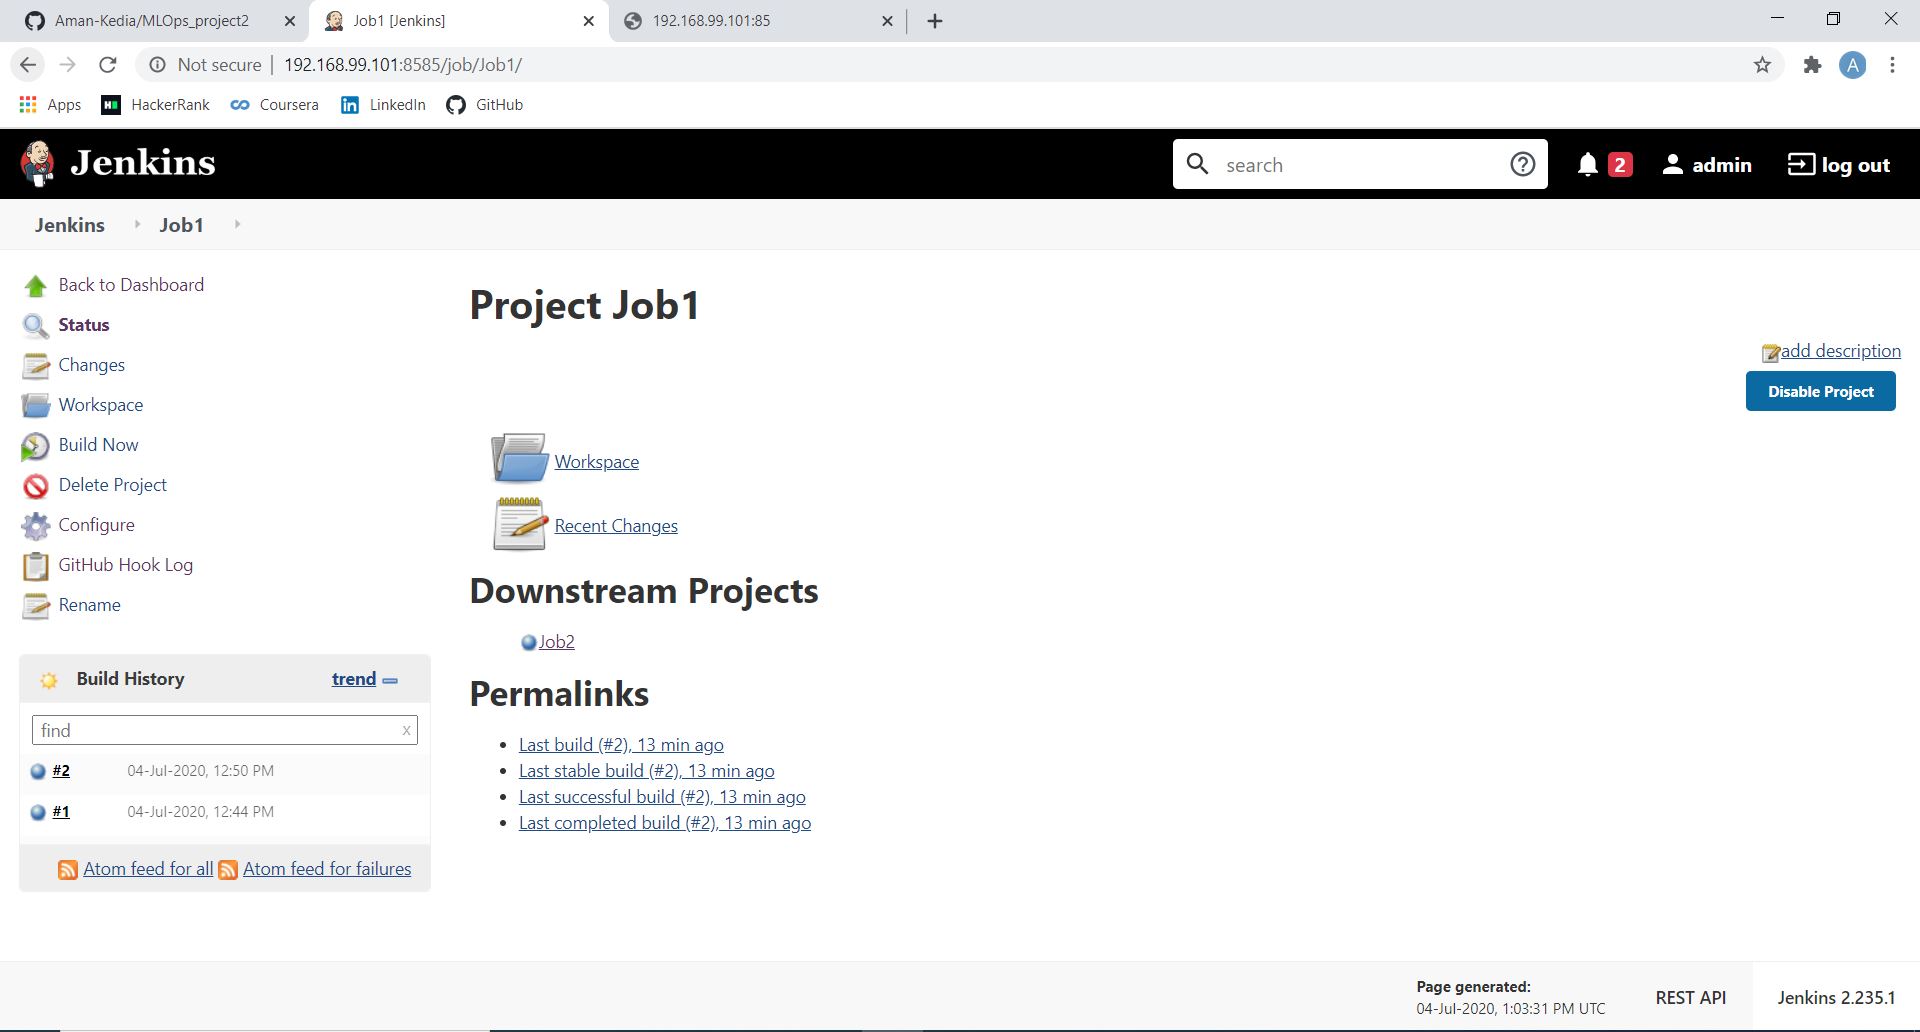 Aman-Kedia/MLOps_project2
Job1 [Jenkins]
192.168.99.101:85
Not secure | 192.168.99.101:8585/job/Job1/
A
Apps
HackerRank
Coursera
LinkedIn
GitHub
Jenkins
search
2
admin
log out
Jenkins
Job1
Back to Dashboard
Status
Changes
Workspace
Build Now
Delete Project
Configure
GitHub Hook Log
Rename
Build History
trend
find
x
#2 04-Jul-2020, 12:50 PM
#1 04-Jul-2020, 12:44 PM
Atom feed for all Atom feed for failures
Project Job1
add description
Disable Project
Workspace
Recent Changes
Downstream Projects
Job2
Permalinks
Last build (#2), 13 min ago
Last stable build (#2), 13 min ago
Last successful build (#2), 13 min ago
Last completed build (#2), 13 min ago
Page generated:
04-Jul-2020, 1:03:31 PM UTC
REST API
Jenkins 2.235.1